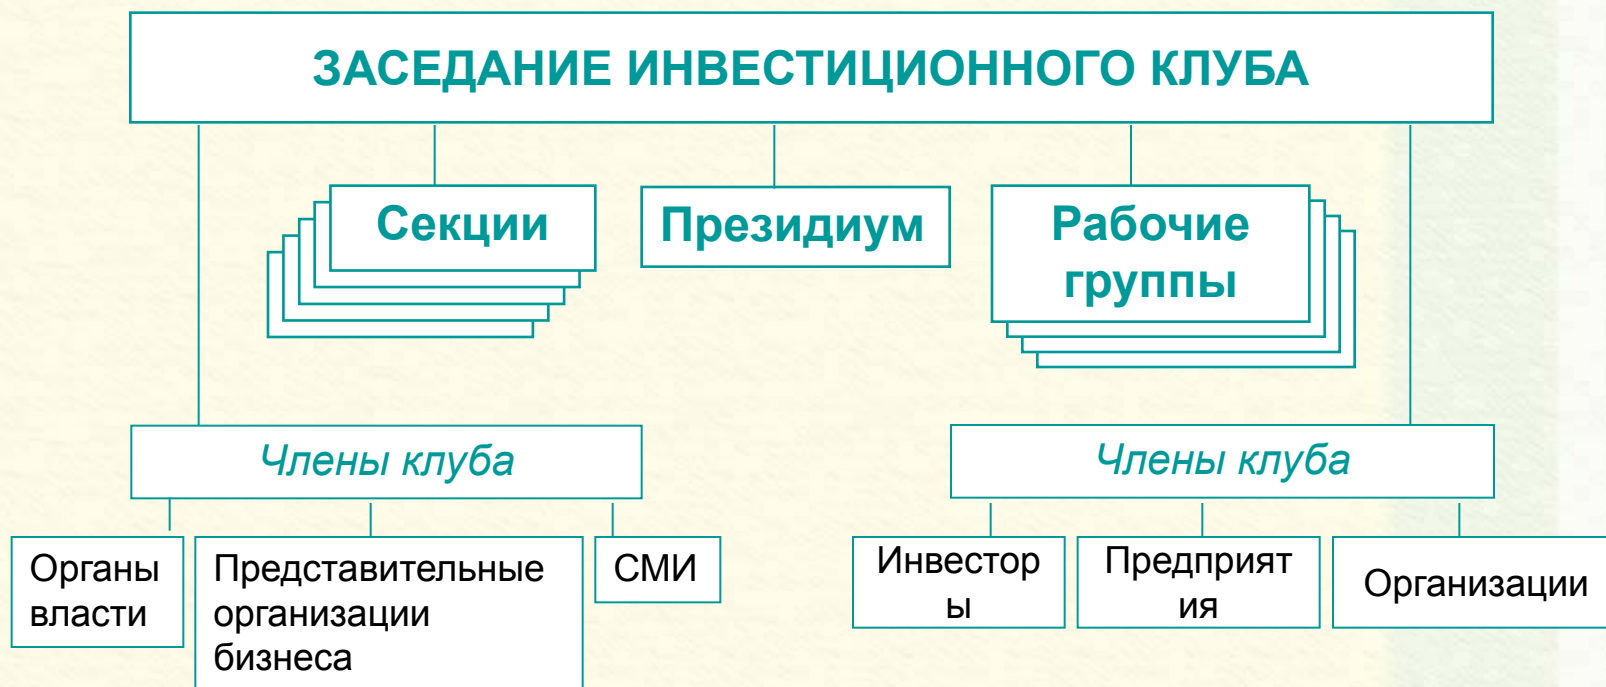 ЗАСЕДАНИЕ ИНВЕСТИЦИОННОГО КЛУБА
Секции
Президиум
Рабочие
группы
Члены клуба
Члены клуба
Органы
власти
Представительные
организации
бизнеса
СМИ
Инвестор
ы
Предприят
ия
Организации